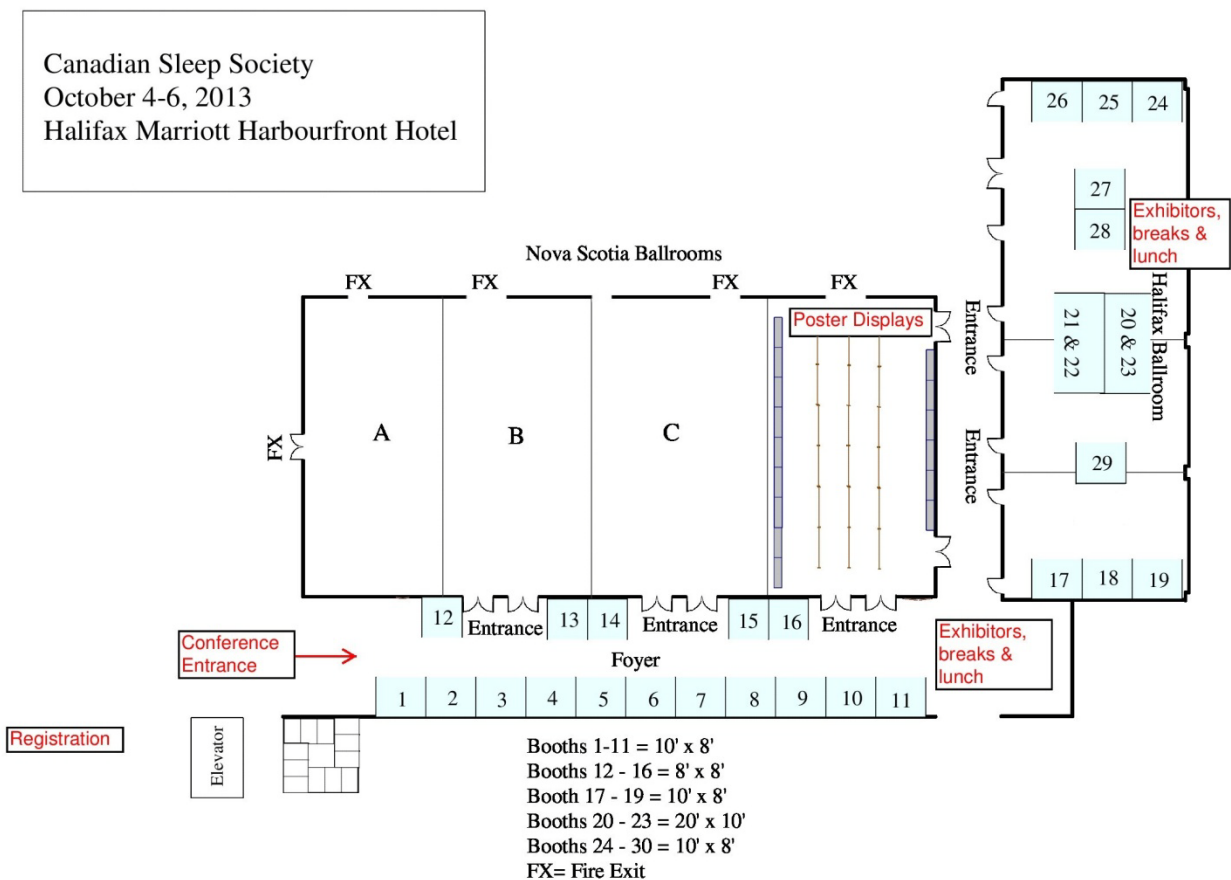 Canadian Sleep Society
October 4-6, 2013
Halifax Marriott Harbourfront Hotel
26
25
24
27
28
Exhibitors,
breaks &
lunch
Nova Scotia Ballrooms
FX
FX
FX
FX
Poster Displays
Entrance
21 & 22
20 & 23
Halifax Ballroom
A
B
C
FX
Entrance
29
17
18
19
12
Entrance
13
14
Entrance
15
16
Entrance
Conference
Entrance
Foyer
Exhibitors,
breaks &
lunch
1
2
3
4
5
6
7
8
9
10
11
Registration
Elevator
Booths 1-11 = 10' x 8'
Booths 12 - 16 = 8' x 8'
Booth 17 - 19 = 10' x 8'
Booths 20 - 23 = 20' x 10'
Booths 24 - 30 = 10' x 8'
FX= Fire Exit